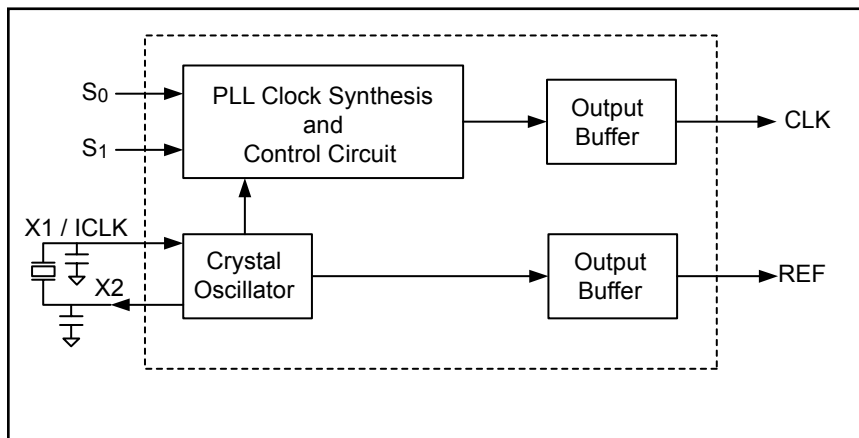 S0
S1
PLL Clock Synthesis
and
Control Circuit
Output
Buffer
CLK
X1 / ICLK
X2
Crystal
Oscillator
Output
Buffer
REF